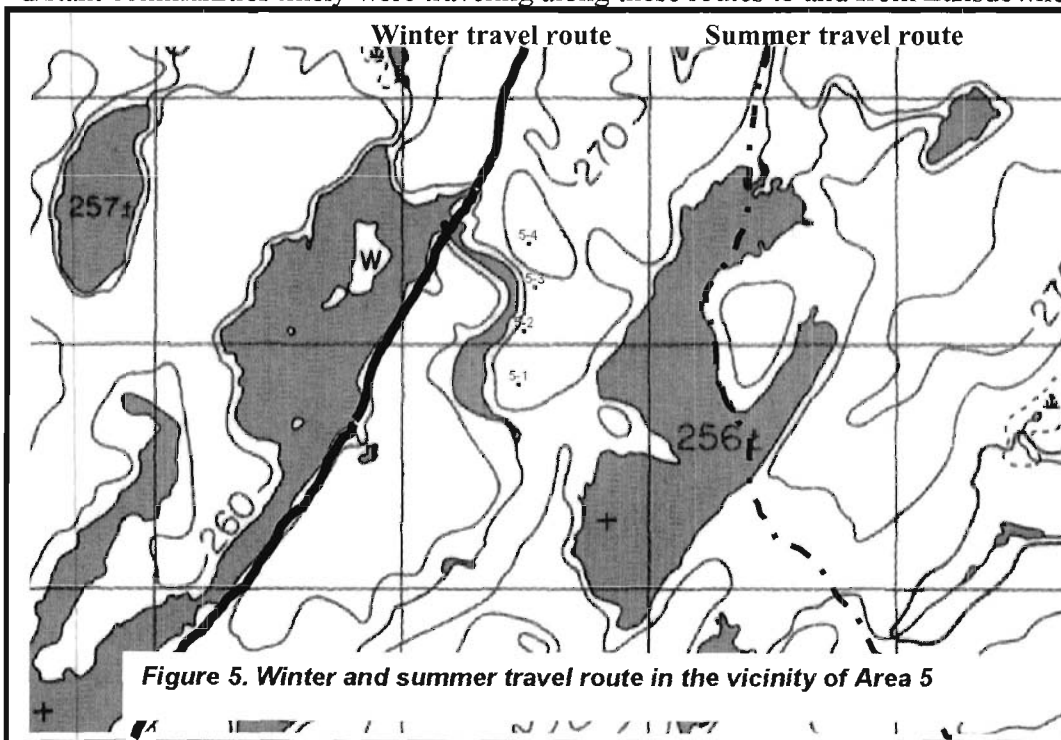 Winter travel route Summer travel route
270
257±
W
5-4
5-3
5-2
5-1
256±
260
Figure 5. Winter and summer travel route in the vicinity of Area 5